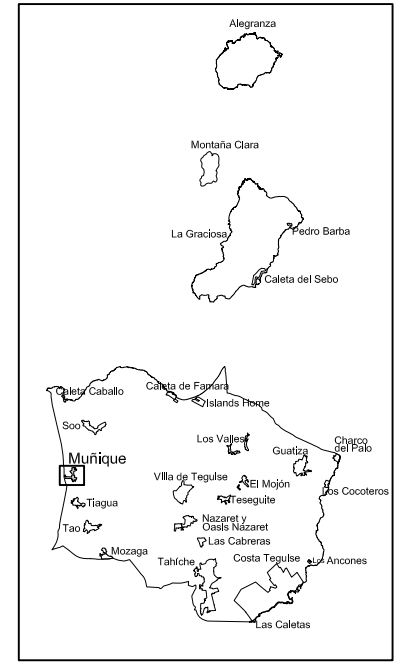 Alegranza
Montaña Clara
La Graciosa
Pedro Barba
Caleta del Sebo
Caleta Caballo
Caleta de Famara
Islands Home
Soo
Los Valles
Guatiza
Charco
del Palo
Muñique
VIlla de Tegulse
El Mojón
Los Cocoteros
Tiagua
Teseguite
Tao
Nazaret y
Oasis Nazaret
Las Cabreras
Mozaga
Tahíche
Costa Tegulse
Los Ancones
Las Caletas